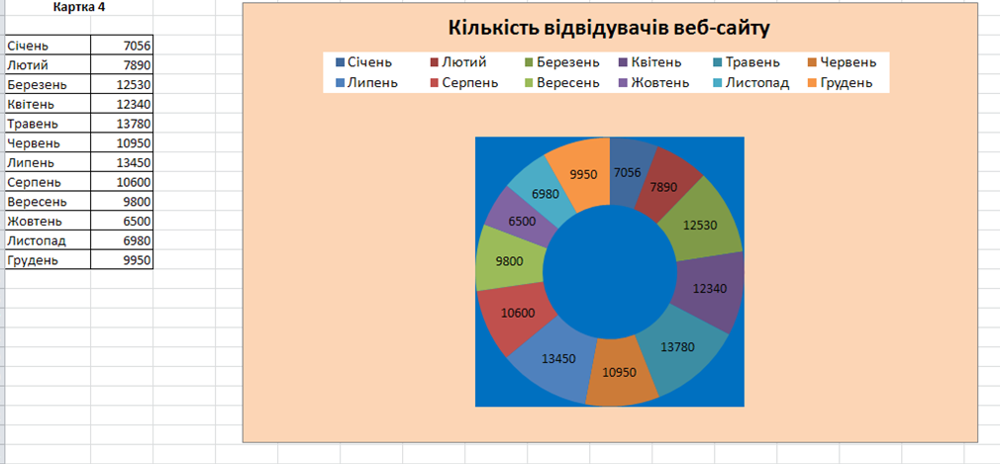 Картка 4
Січень 7056
Лютий 7890
Березень 12530
Квітень 12340
Травень 13780
Червень 10950
Липень 13450
Серпень 10600
Вересень 9800
Жовтень 6500
Листопад 6980
Грудень 9950
Кількість відвідувачів веб-сайту
Січень Лютий Березень Квітень Травень Червень
Липень Серпень Вересень Жовтень Листопад Грудень
7056
7890
12530
12340
13780
10950
13450
10600
9800
6500
6980
9950